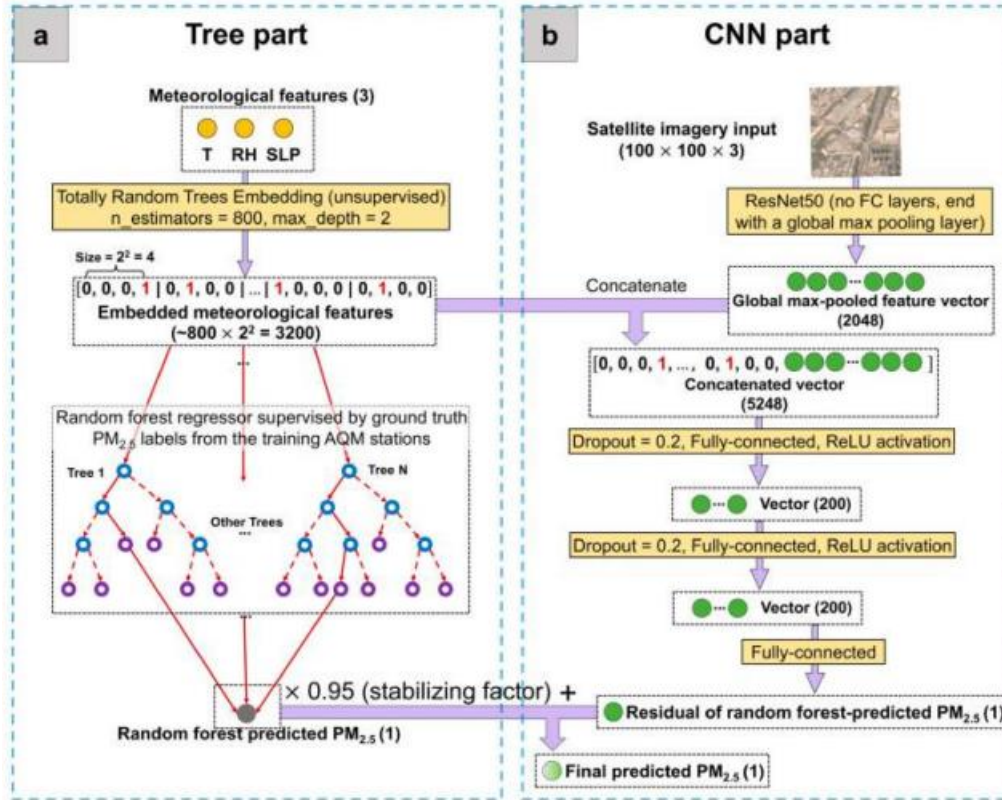 a
Tree part
Meteorological features (3)
T RH SLP
Totally Random Trees Embedding (unsupervised)
n_estimators = 800, max_depth = 2
Size = 2² = 4
[0, 0, 0, 1 | 0, 1, 0, 0 | ... | 1, 0, 0, 0 | 0, 1, 0, 0]
Embedded meteorological features
(~800 × 2² = 3200)
...
Random forest regressor supervised by ground truth
PM₂.₅ labels from the training AQM stations
Tree 1
Tree N
Other Trees
...
...
× 0.95 (stabilizing factor) +
Random forest predicted PM₂.₅ (1)
b
CNN part
Satellite imagery input
(100 × 100 × 3)
ResNet50 (no FC layers, end
with a global max pooling layer)
Concatenate
...
Global max-pooled feature vector
(2048)
[0, 0, 0, 1, ..., 0, 1, 0, 0, ... ]
Concatenated vector
(5248)
Dropout = 0.2, Fully-connected, ReLU activation
... Vector (200)
Dropout = 0.2, Fully-connected, ReLU activation
... Vector (200)
Fully-connected
Residual of random forest-predicted PM₂.₅ (1)
Final predicted PM₂.₅ (1)